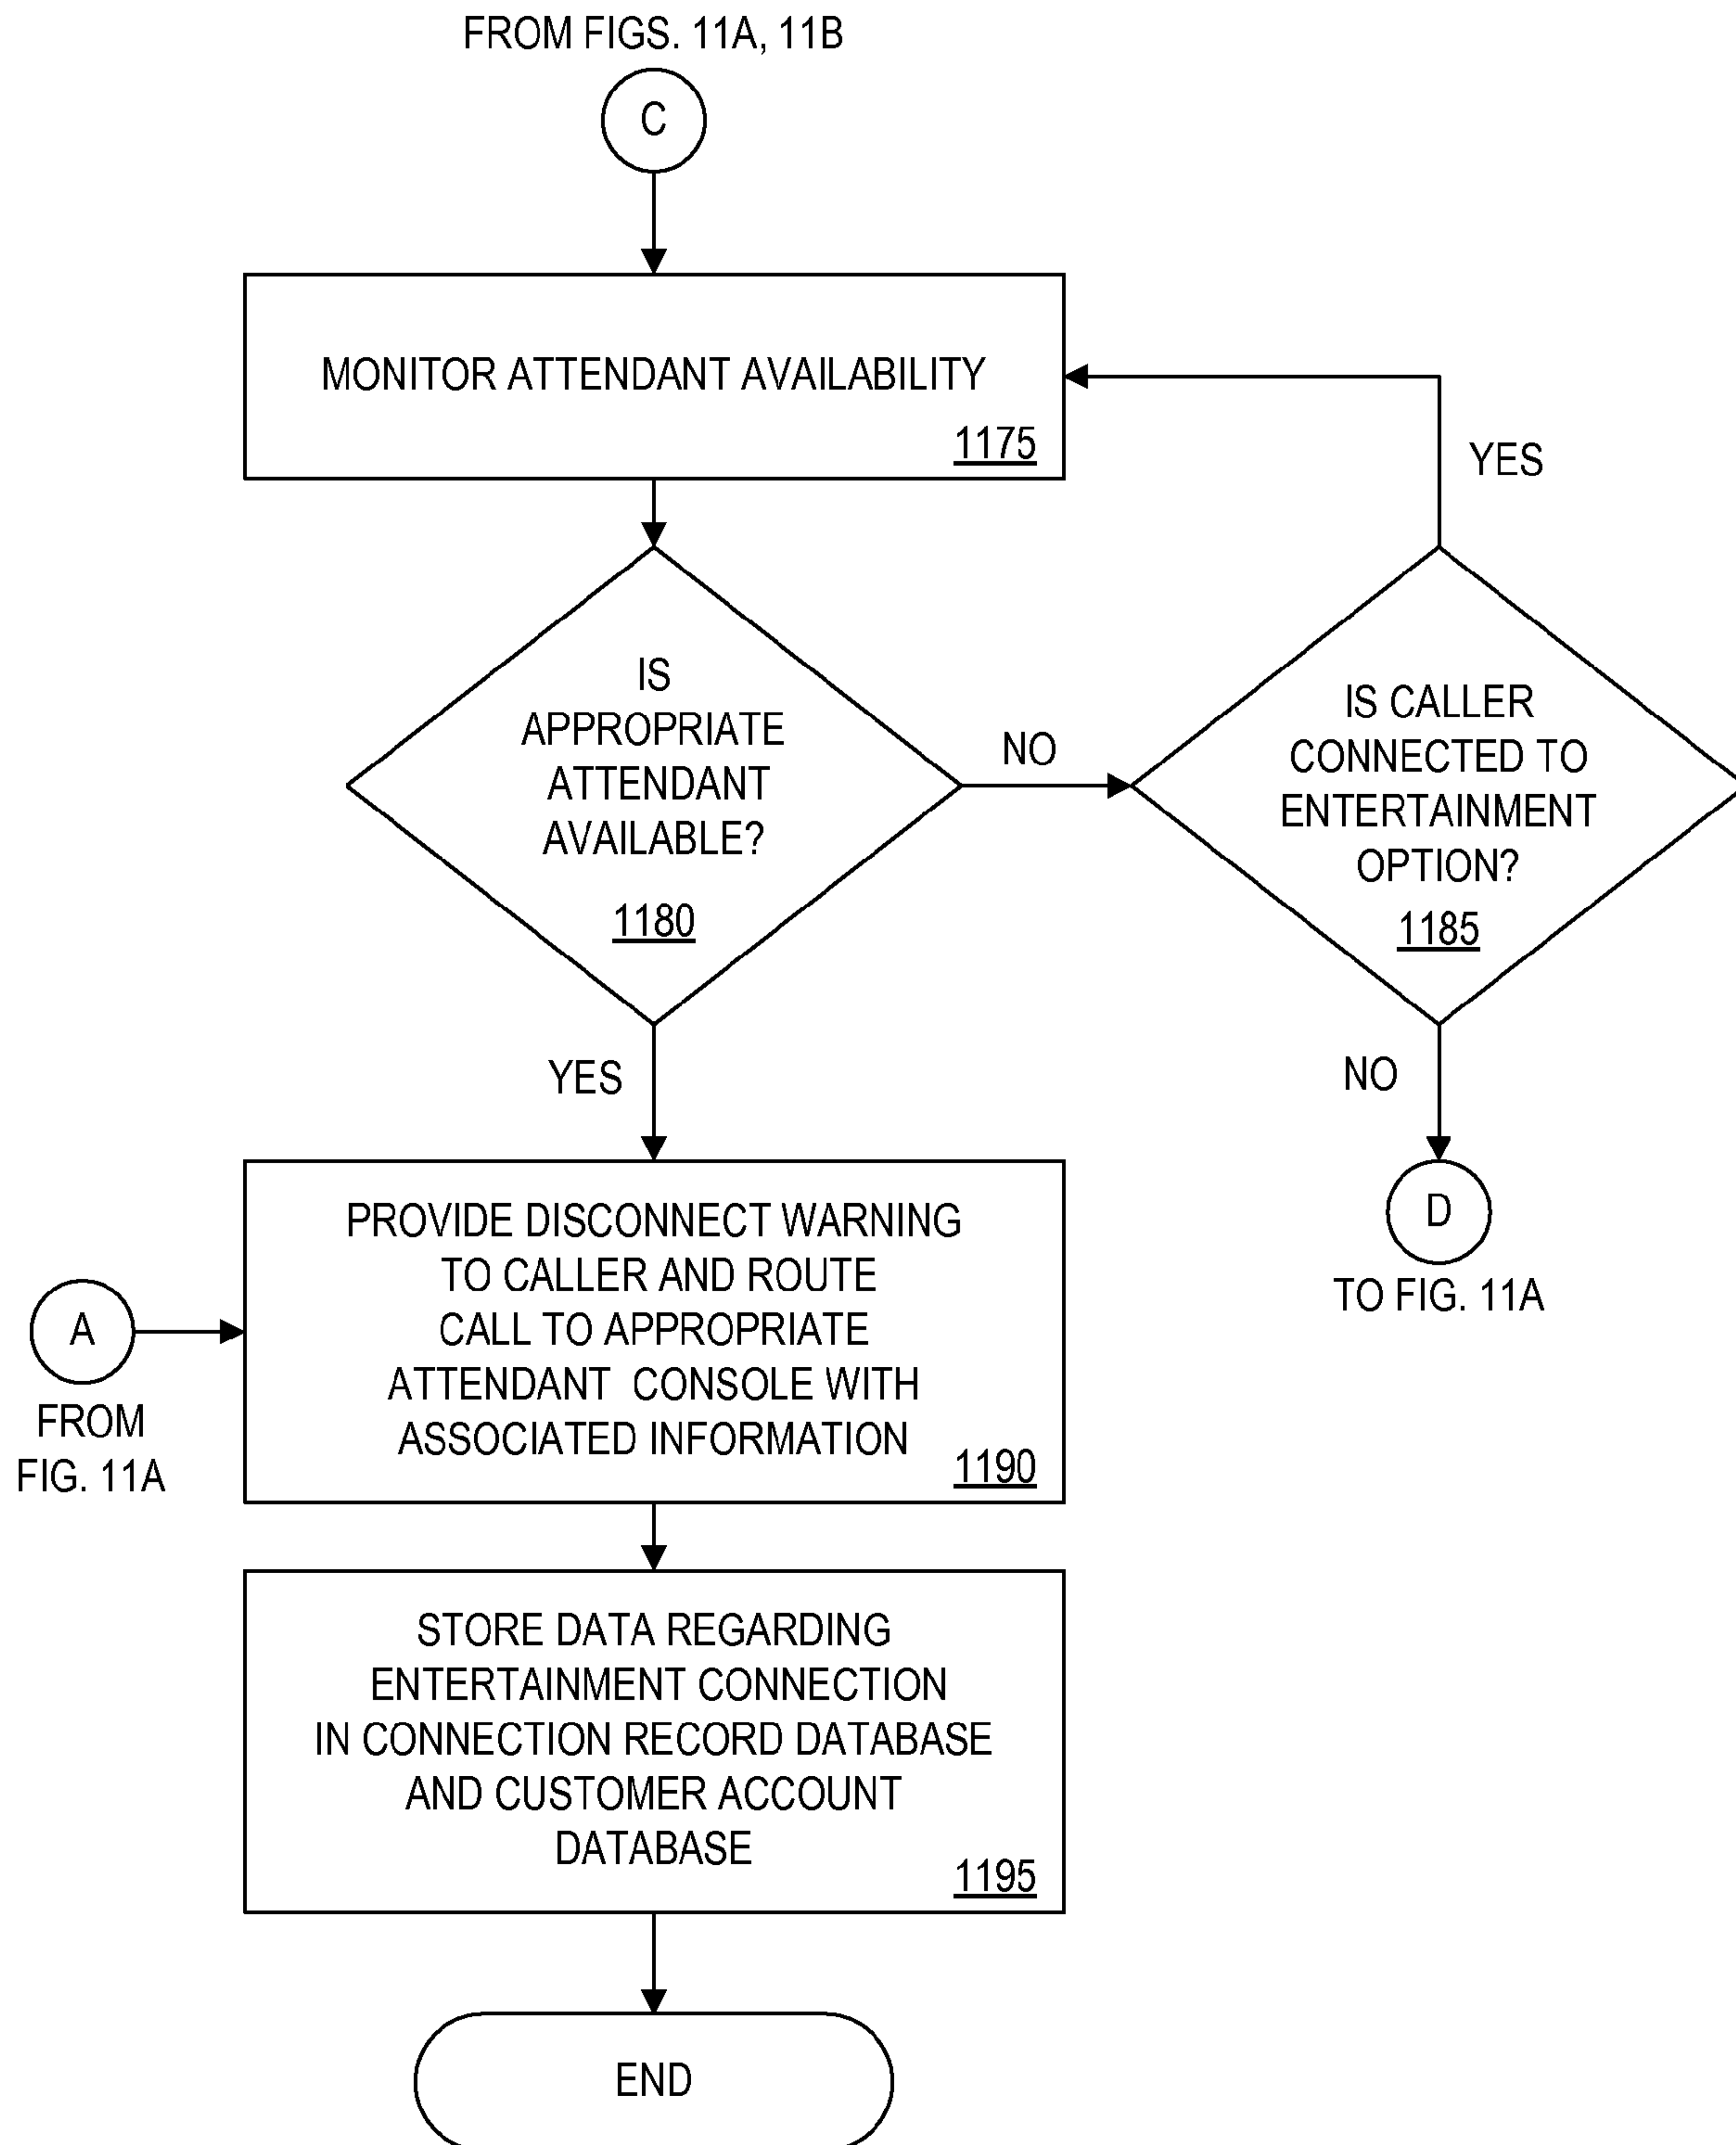 FROM FIGS. 11A, 11B
C
MONITOR ATTENDANT AVAILABILITY
1175
YES
IS
APPROPRIATE
ATTENDANT
AVAILABLE?
1180
NO
IS CALLER
CONNECTED TO
ENTERTAINMENT
OPTION?
1185
YES
NO
D
TO FIG. 11A
A
FROM
FIG. 11A
PROVIDE DISCONNECT WARNING
TO CALLER AND ROUTE
CALL TO APPROPRIATE
ATTENDANT CONSOLE WITH
ASSOCIATED INFORMATION
1190
STORE DATA REGARDING
ENTERTAINMENT CONNECTION
IN CONNECTION RECORD DATABASE
AND CUSTOMER ACCOUNT
DATABASE
1195
END